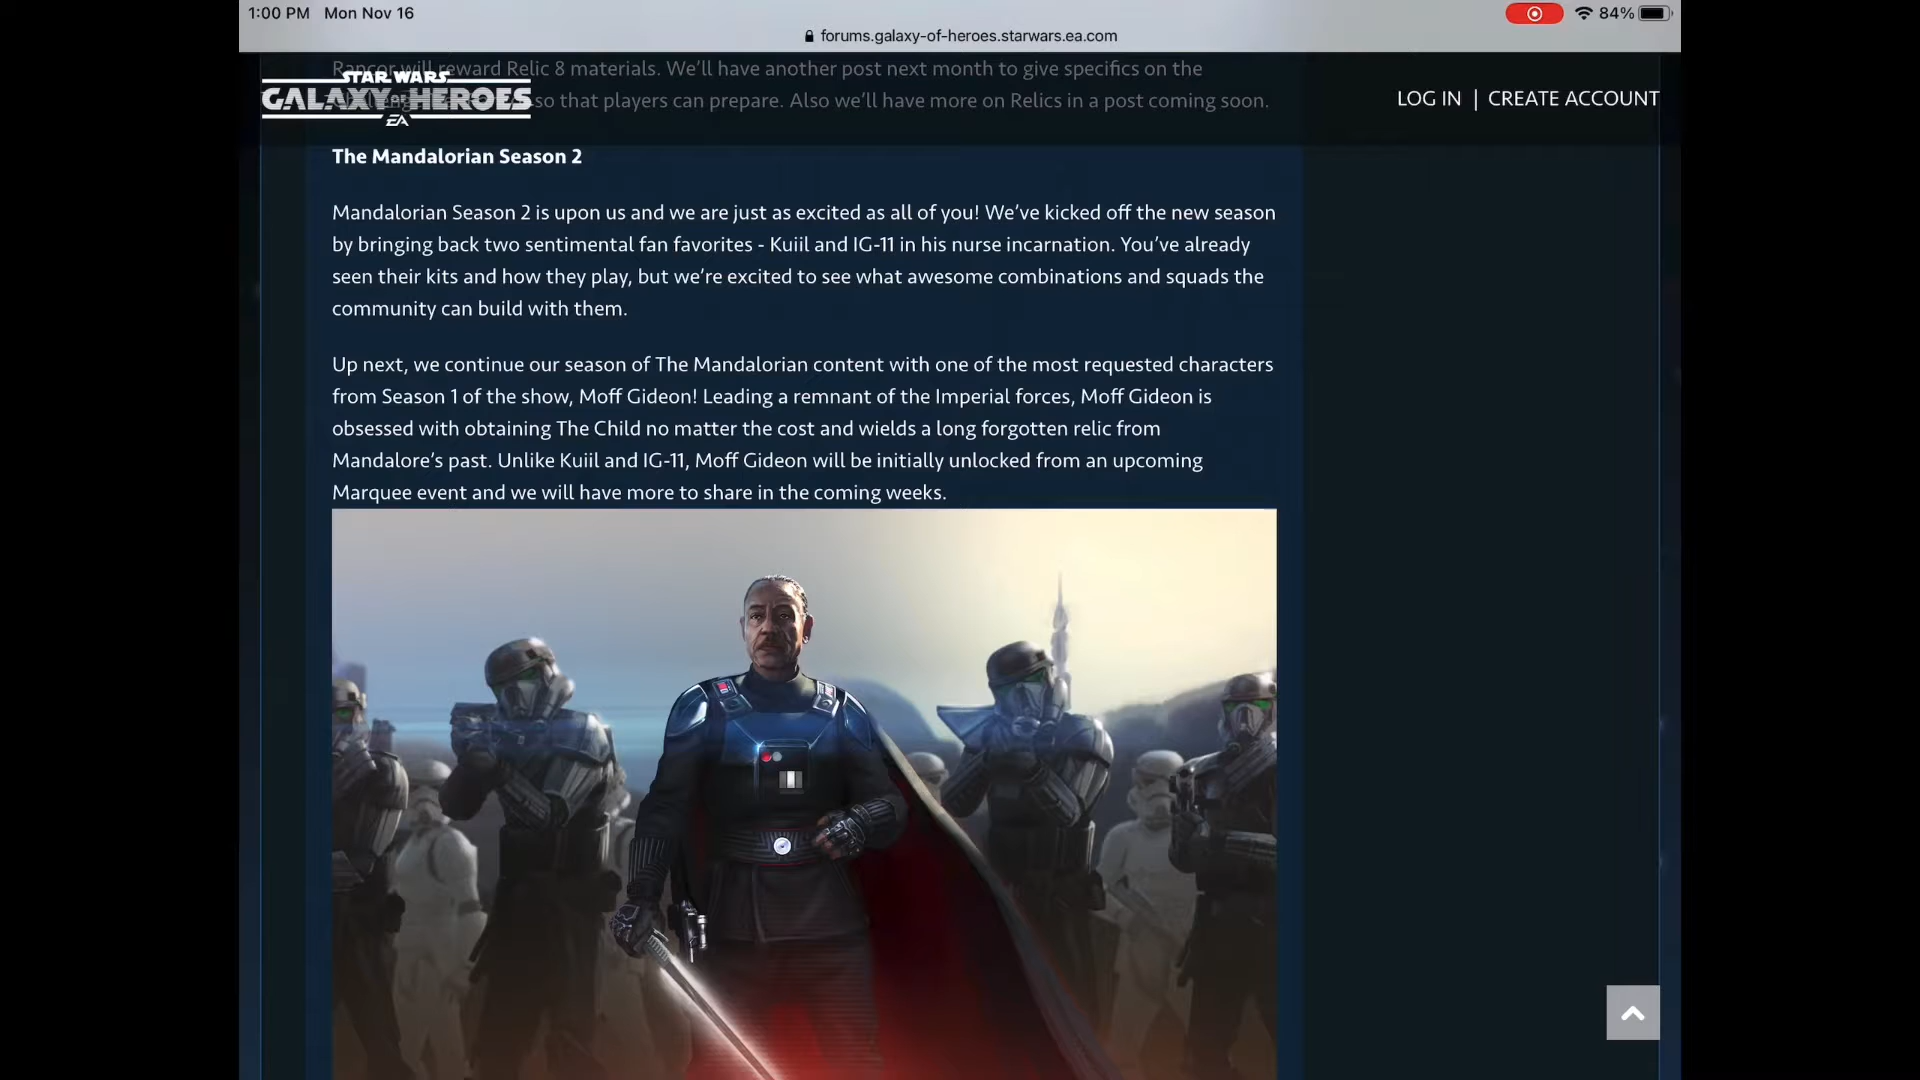 1:00 PM Mon Nov 16
84%
forums.galaxy-of-heroes.starwars.ea.com
Rancor will reward Relic 8 materials. We'll have another post next month to give specifics on the
so that players can prepare. Also we'll have more on Relics in a post coming soon.
STAR WARS
GALAXY OF HEROES
EA
LOG IN | CREATE ACCOUNT
The Mandalorian Season 2
Mandalorian Season 2 is upon us and we are just as excited as all of you! We've kicked off the new season
by bringing back two sentimental fan favorites - Kuiil and IG-11 in his nurse incarnation. You've already
seen their kits and how they play, but we're excited to see what awesome combinations and squads the
community can build with them.
Up next, we continue our season of The Mandalorian content with one of the most requested characters
from Season 1 of the show, Moff Gideon! Leading a remnant of the Imperial forces, Moff Gideon is
obsessed with obtaining The Child no matter the cost and wields a long forgotten relic from
Mandalore's past. Unlike Kuiil and IG-11, Moff Gideon will be initially unlocked from an upcoming
Marquee event and we will have more to share in the coming weeks.